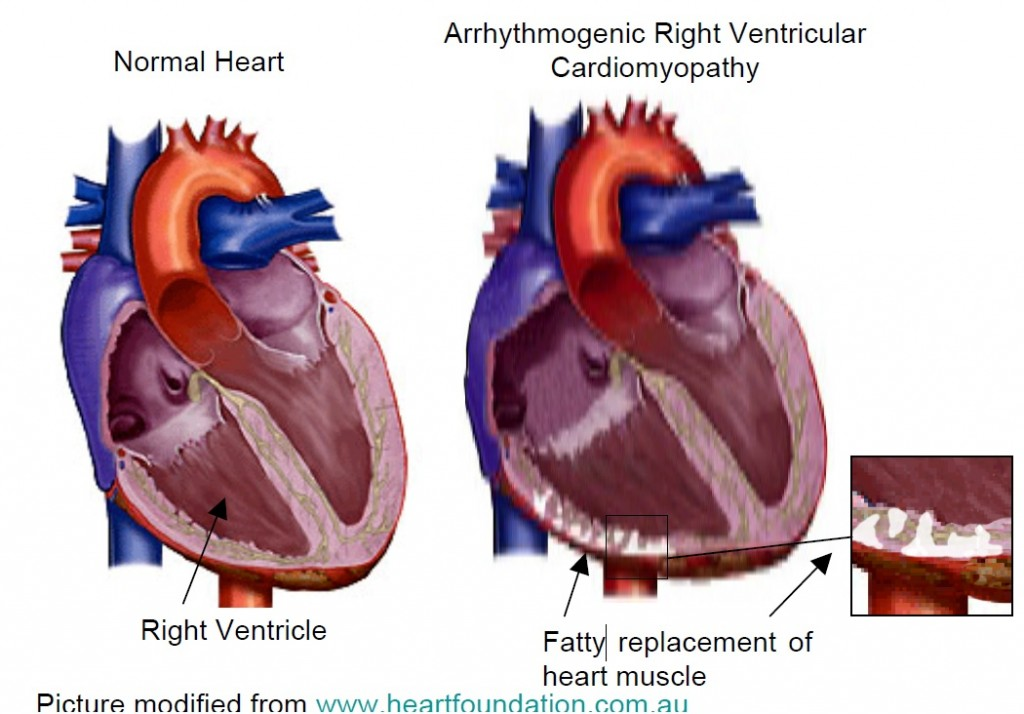 Normal Heart
Arrhythmogenic Right Ventricular
Cardiomyopathy
Right Ventricle
Fatty replacement of
heart muscle
Picture modified from www.heartfoundation.com.au